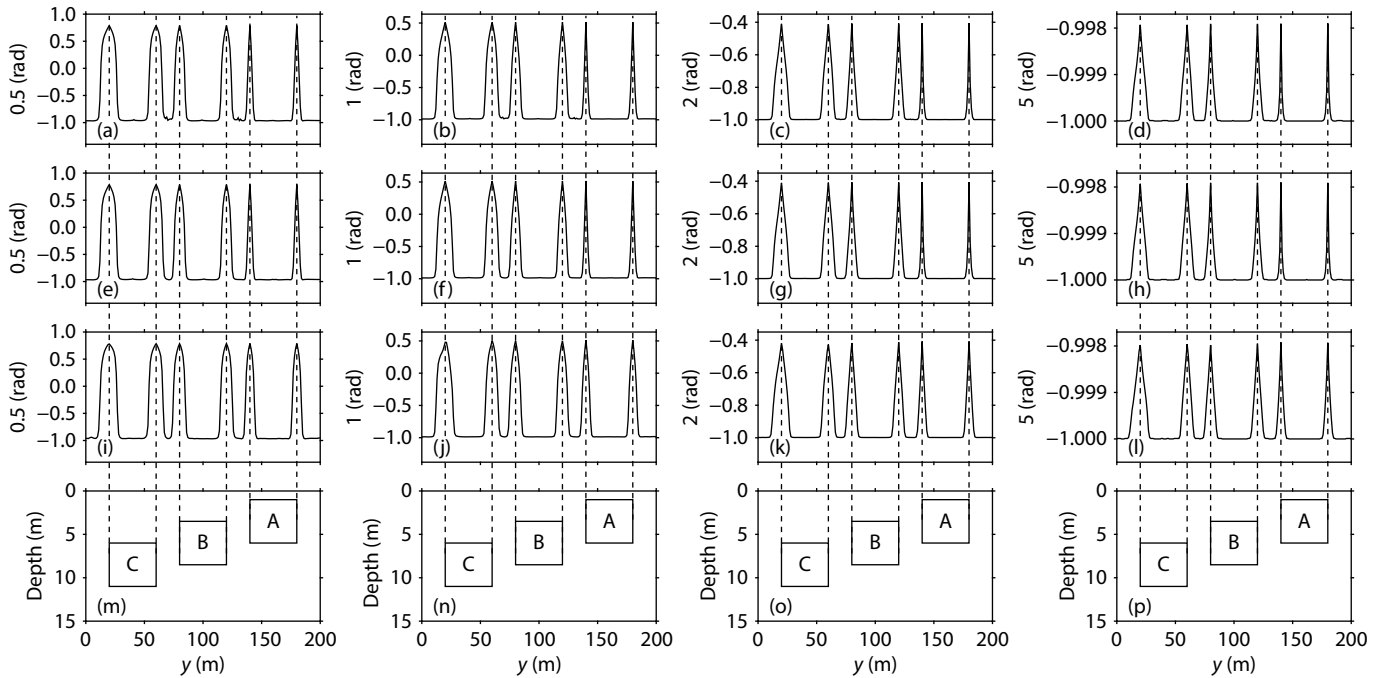 1.0
0.5
0.0
−0.5
−1.0
0.5 (rad)
(a)
0.5
0.0
−0.5
−1.0
1 (rad)
(b)
−0.4
−0.6
−0.8
−1.0
2 (rad)
(c)
−0.998
−0.999
−1.000
5 (rad)
(d)
1.0
0.5
0.0
−0.5
−1.0
0.5 (rad)
(e)
0.5
0.0
−0.5
−1.0
1 (rad)
(f)
−0.4
−0.6
−0.8
−1.0
2 (rad)
(g)
−0.998
−0.999
−1.000
5 (rad)
(h)
1.0
0.5
0.0
−0.5
−1.0
0.5 (rad)
(i)
0.5
0.0
−0.5
−1.0
1 (rad)
(j)
−0.4
−0.6
−0.8
−1.0
2 (rad)
(k)
−0.998
−0.999
−1.000
5 (rad)
(l)
0
5
10
15
Depth (m)
A
B
C
(m)
0 50 100 150 200
y (m)
0
5
10
15
Depth (m)
A
B
C
(n)
0 50 100 150 200
y (m)
0
5
10
15
Depth (m)
A
B
C
(o)
0 50 100 150 200
y (m)
0
5
10
15
Depth (m)
A
B
C
(p)
0 50 100 150 200
y (m)